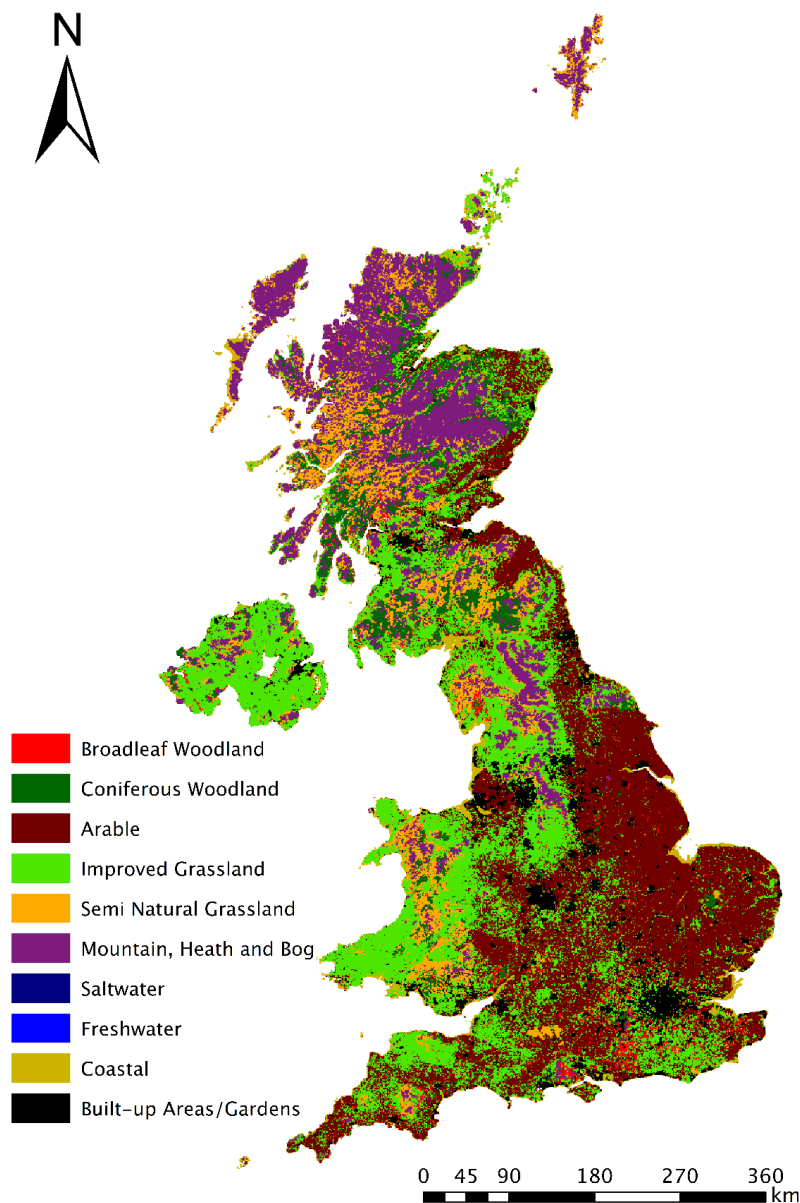 N
Broadleaf Woodland
Coniferous Woodland
Arable
Improved Grassland
Semi Natural Grassland
Mountain, Heath and Bog
Saltwater
Freshwater
Coastal
Built-up Areas/Gardens
0 45 90 180 270 360
km